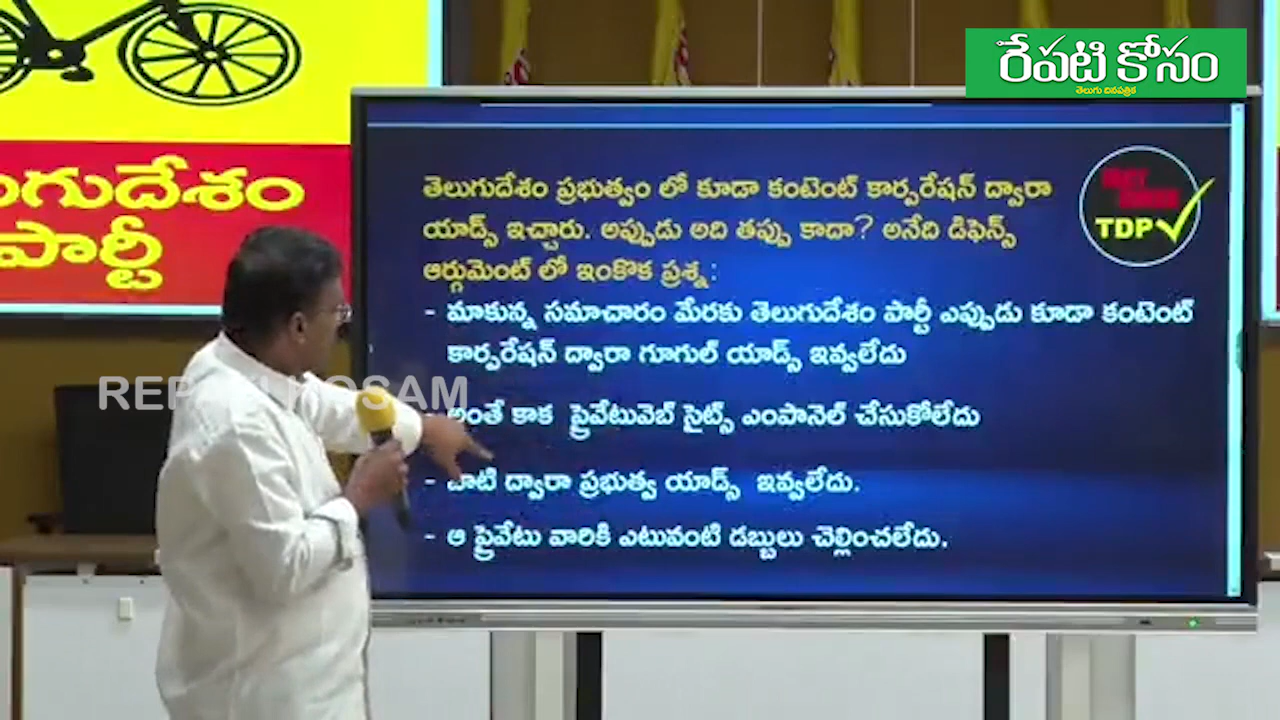 రేపటి కోసం
తెలుగు దినపత్రిక
గుదేశం
పార్టీ
తెలుగుదేశం ప్రభుత్వం లో కూడా కంటెంట్ కార్పరేషన్ ద్వారా
యాడ్స్ ఇచ్చారు. అప్పుడు అది తప్పు కాదా? అనేది డిఫెన్స్
ఆర్గుమెంట్ లో ఇంకొక ప్రశ్న:
- మాకున్న సమాచారం మేరకు తెలుగుదేశం పార్టీ ఎప్పుడు కూడా కంటెంట్
కార్పరేషన్ ద్వారా గూగుల్ యాడ్స్ ఇవ్వలేదు
అంతే కాక ప్రైవేటువెబ్ సైట్స్ ఎంపానెల్ చేసుకోలేదు
- వాటి ద్వారా ప్రభుత్వ యాడ్స్ ఇవ్వలేదు.
- ఆ ప్రైవేటు వారికి ఎటువంటి డబ్బులు చెల్లించలేదు.
TDP